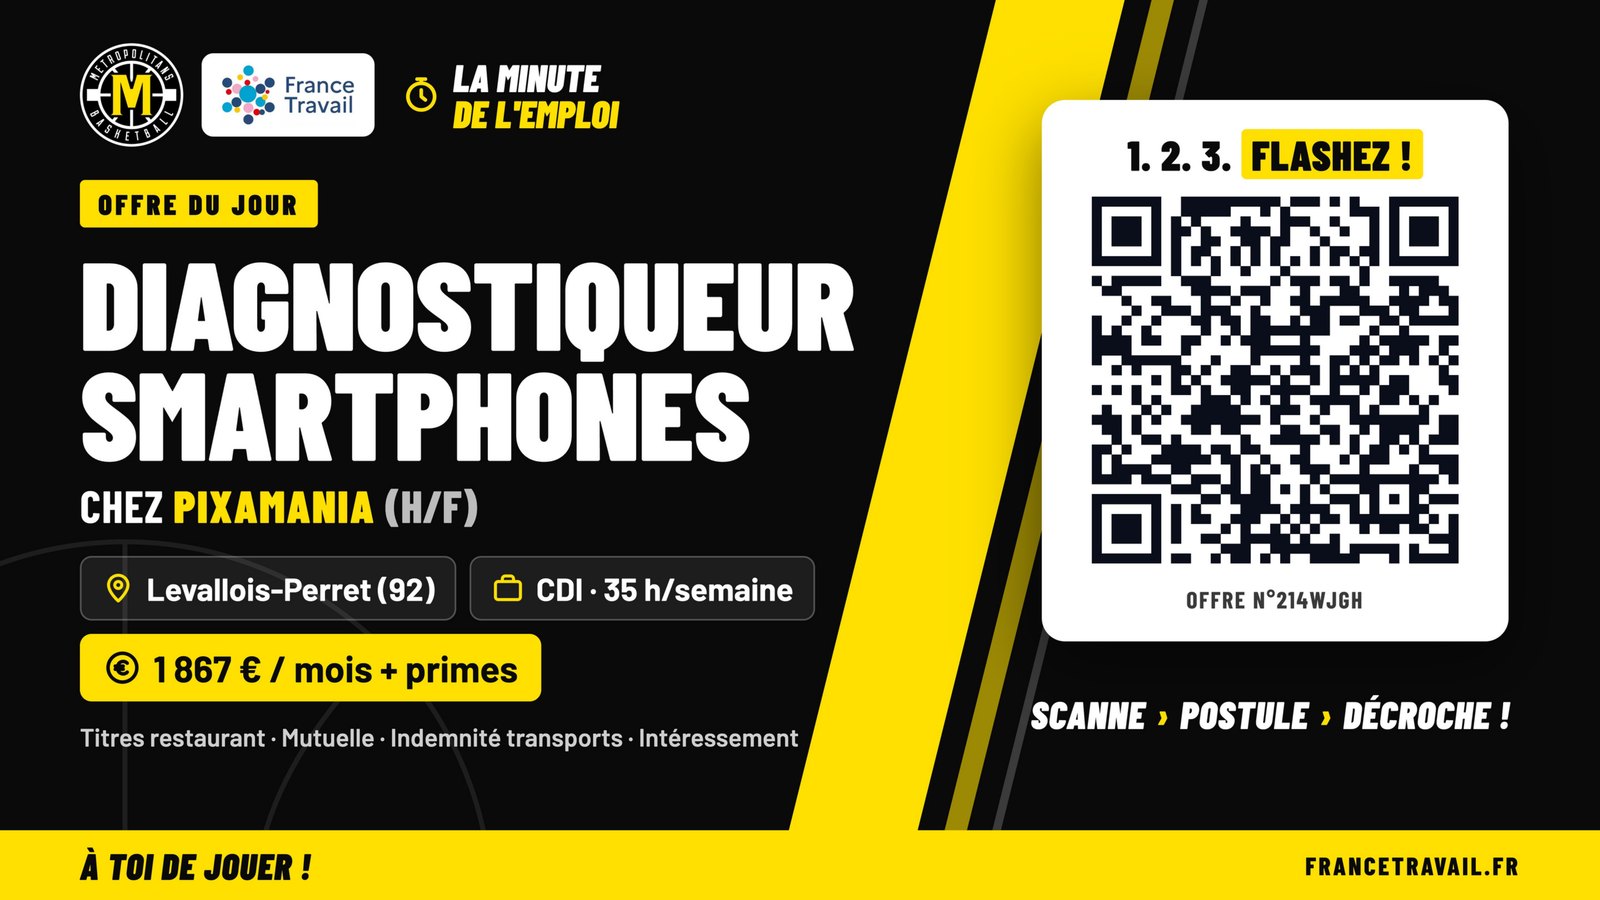 METROPOLITANS
M
BASKETBALL
France
Travail
LA MINUTE
DE L'EMPLOI
OFFRE DU JOUR
DIAGNOSTIQUEUR
SMARTPHONES
CHEZ PIXAMANIA (H/F)
Levallois-Perret (92)
CDI · 35 h/semaine
1 867 € / mois + primes
Titres restaurant · Mutuelle · Indemnité transports · Intéressement
1. 2. 3. FLASHEZ !
OFFRE N°214WJGH
SCANNE › POSTULE › DÉCROCHE !
À TOI DE JOUER !
FRANCETRAVAIL.FR